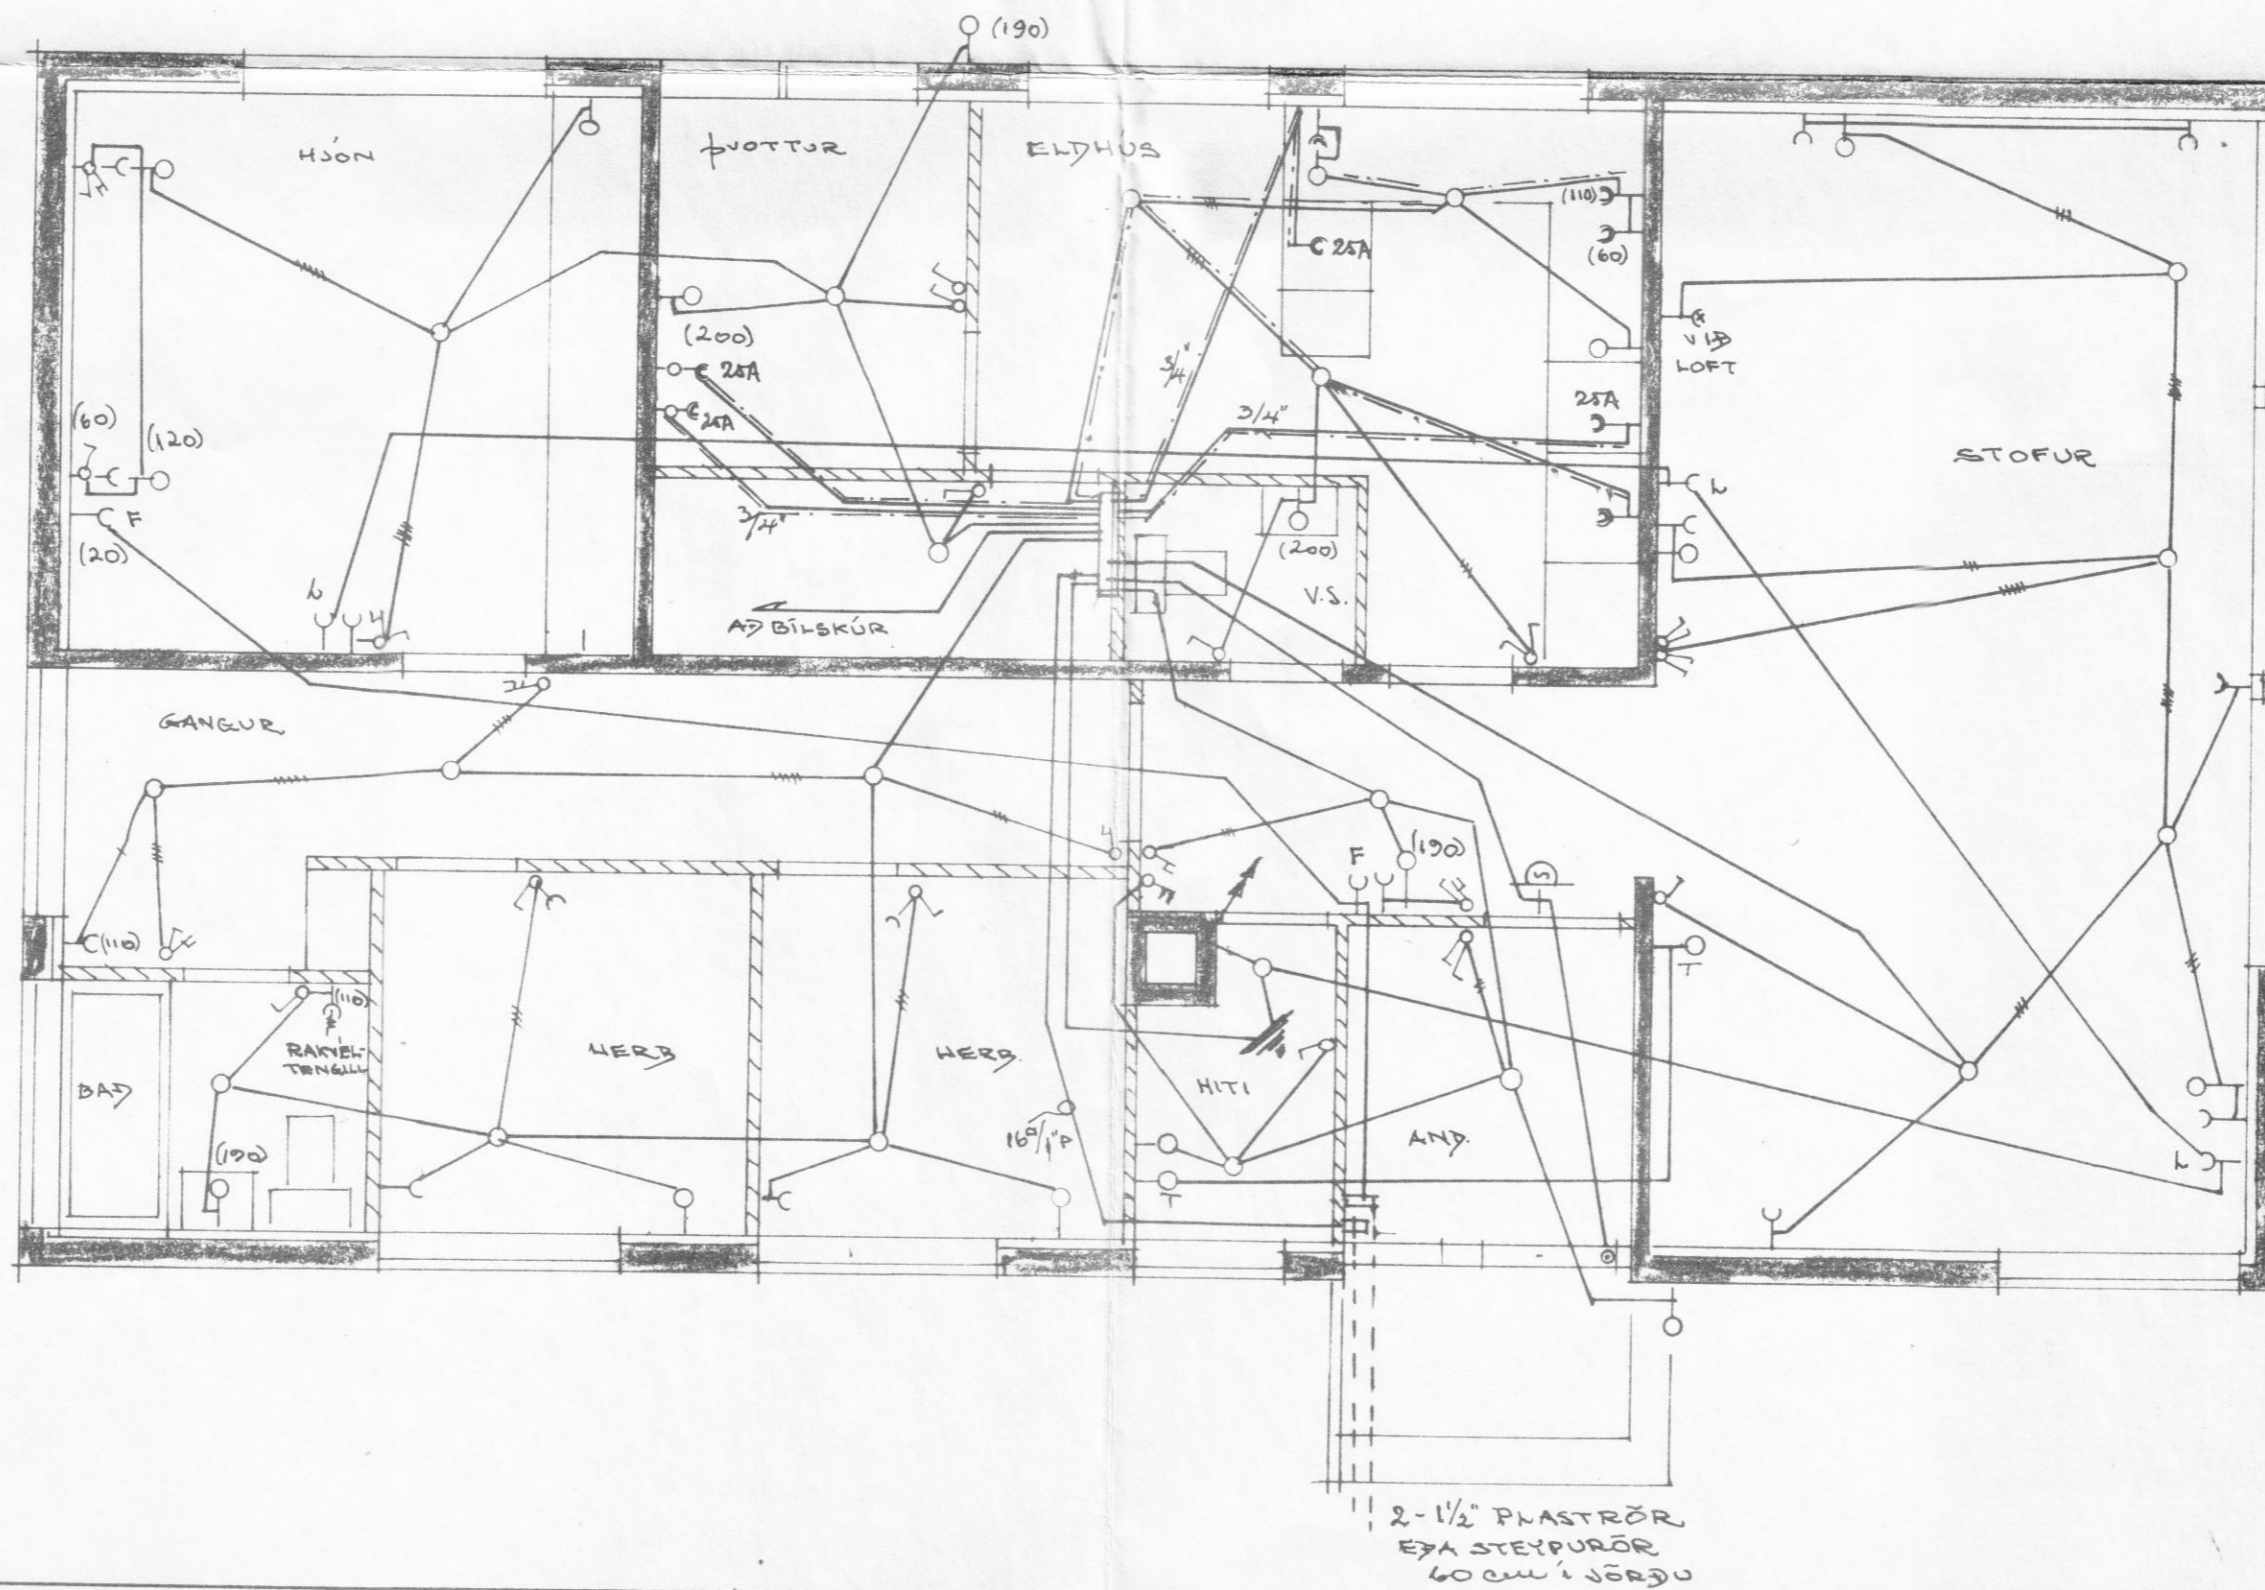 (190)
HJÓN
ÞVOTTUR
ELDHÚS
(110)
(60)
25A
(200)
25A
3/4"
VIÐ
LOFT
25A
(60)
(120)
25A
3/4"
STOFUR
L
F
(20)
3/4"
(200)
L
V.S.
AÐ BÍLSKÚR
GANGUR
F
(190)
S
(110)
T
(110)
RAKVÉL-
TENGILL
HERB
HERB.
BAÐ
HITI
16▫/1"P
AND.
(190)
T
L
2-1½" PLASTRÖR
EÐA STEYPURÖR
60 cm í JÖRÐU